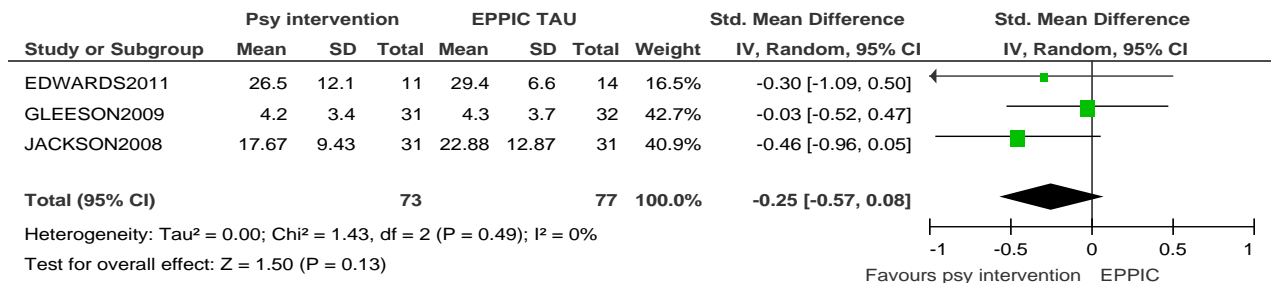 Psy intervention EPPIC TAU Std. Mean Difference Std. Mean Difference
Study or Subgroup Mean SD Total Mean SD Total Weight IV, Random, 95% CI IV, Random, 95% CI
EDWARDS2011 26.5 12.1 11 29.4 6.6 14 16.5% -0.30 [-1.09, 0.50]
GLEESON2009 4.2 3.4 31 4.3 3.7 32 42.7% -0.03 [-0.52, 0.47]
JACKSON2008 17.67 9.43 31 22.88 12.87 31 40.9% -0.46 [-0.96, 0.05]
Total (95% CI) 73 77 100.0% -0.25 [-0.57, 0.08]
Heterogeneity: Tau² = 0.00; Chi² = 1.43, df = 2 (P = 0.49); I² = 0%
Test for overall effect: Z = 1.50 (P = 0.13)
-1 -0.5 0 0.5 1
Favours psy intervention EPPIC